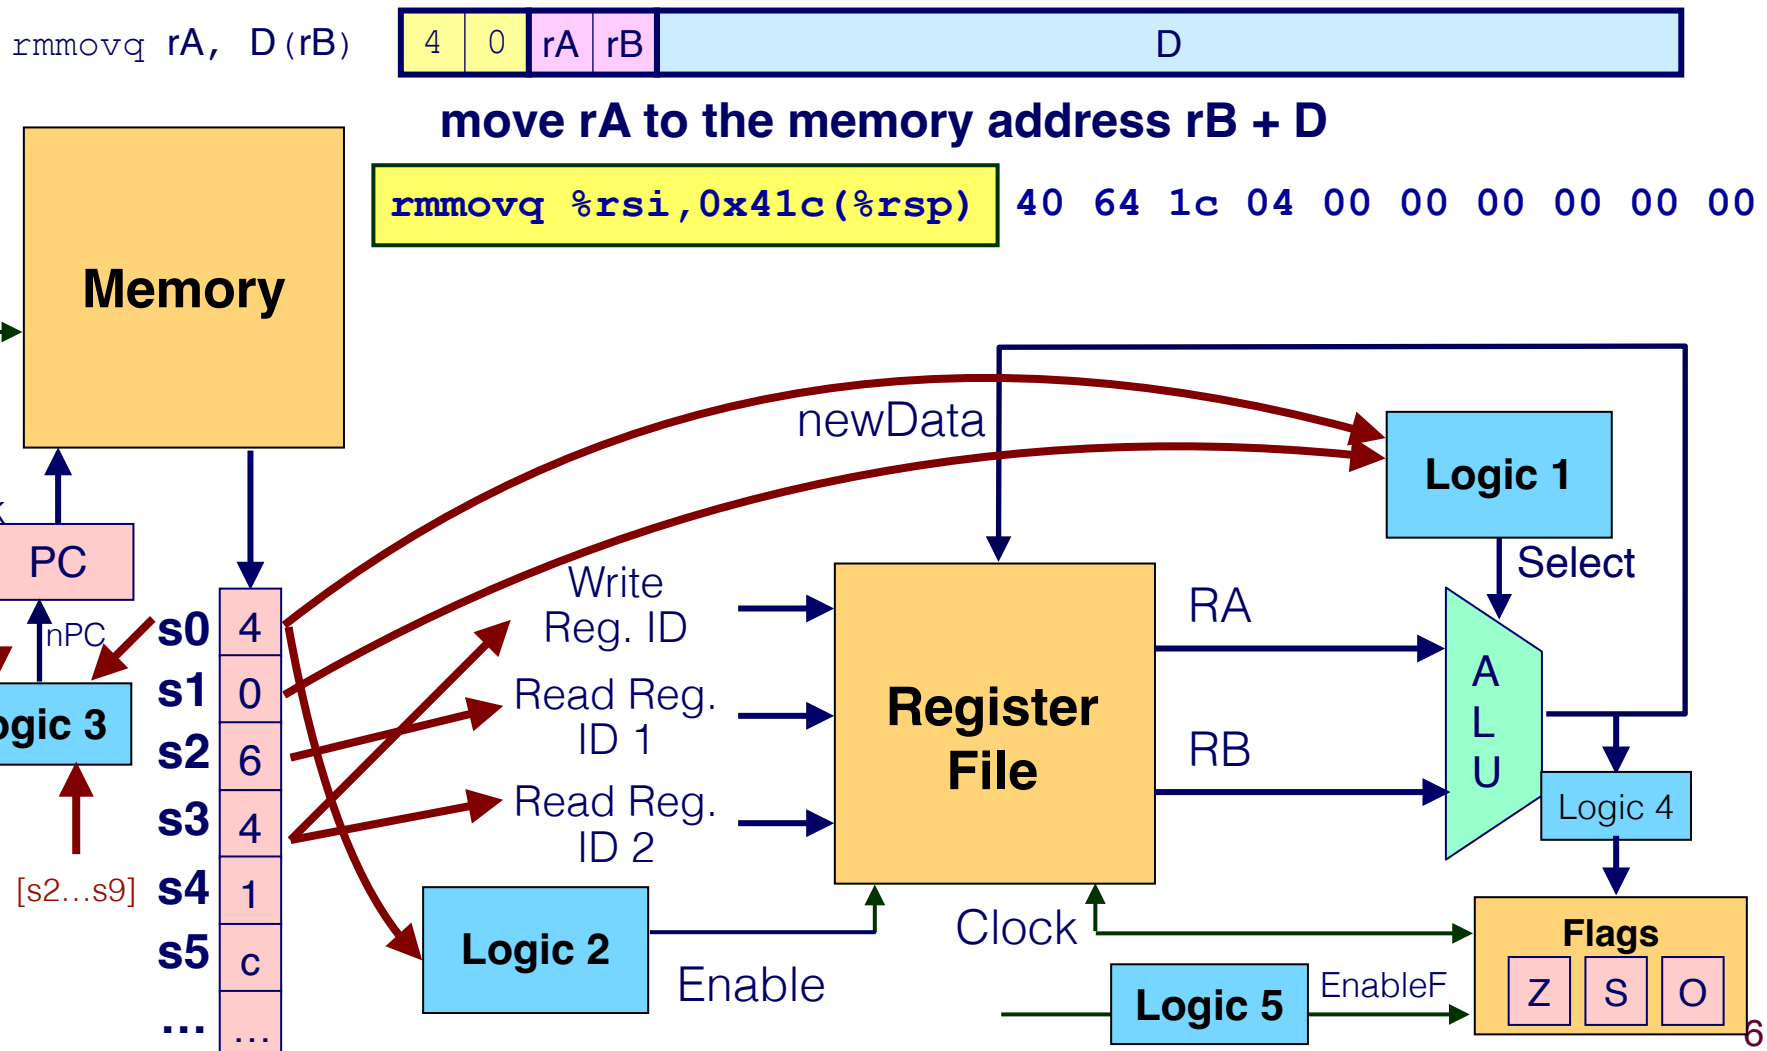 rmmovq rA, D(rB) 4 0 rA rB D
move rA to the memory address rB + D
rmmovq %rsi,0x41c(%rsp) 40 64 1c 04 00 00 00 00 00 00
Memory
newData
Logic 1
Select
PC
nPC
ogic 3
[s2...s9]
s0 4
s1 0
s2 6
s3 4
s4 1
s5 c
... ...
Write
Reg. ID
Read Reg.
ID 1
Read Reg.
ID 2
Logic 2
Enable
Register
File
RA
RB
A
L
U
Logic 4
Clock
Logic 5
EnableF
Flags
Z S O
6